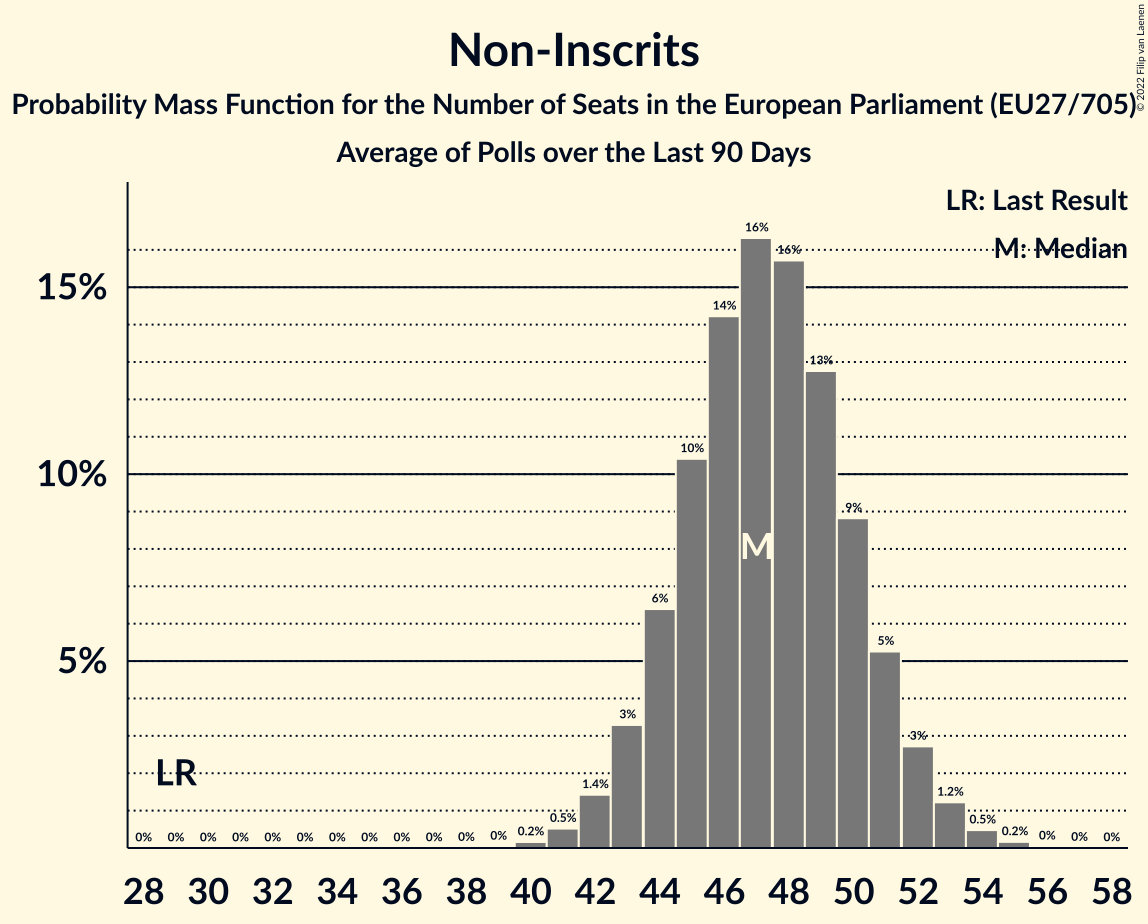 Non-Inscrits
Probability Mass Function for the Number of Seats in the European Parliament (EU27/705)
Average of Polls over the Last 90 Days
© 2022 Filip van Laenen
LR: Last Result
M: Median
15%
10%
5%
16%
16%
14%
13%
10%
9%
M
6%
5%
3%
3%
LR
1.4%
1.2%
0.5%
0.5%
0% 0% 0% 0% 0% 0% 0% 0% 0% 0% 0% 0% 0.2% 0.2% 0% 0% 0%
28 30 32 34 36 38 40 42 44 46 48 50 52 54 56 58